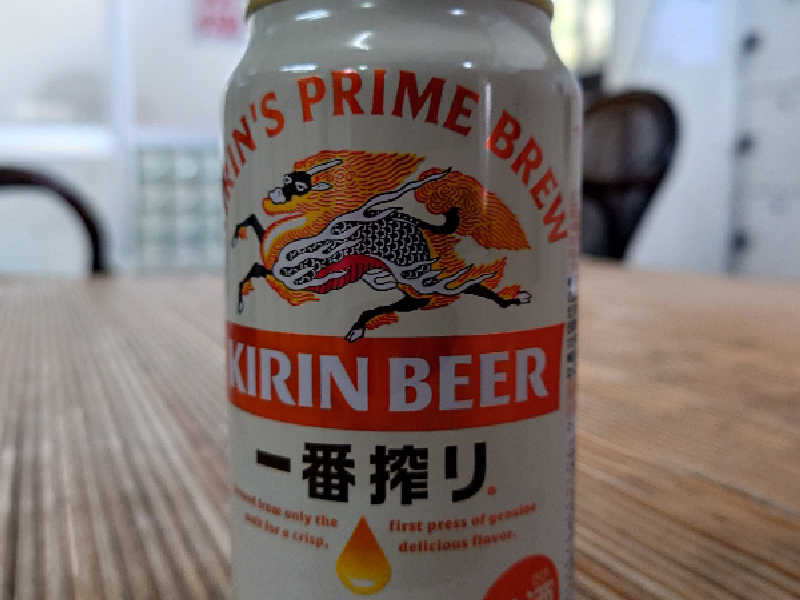 KIRIN'S PRIME BREW
KIRIN BEER
一番搾り。
from only the first press of genuine
malt for a crisp, delicious flavor.